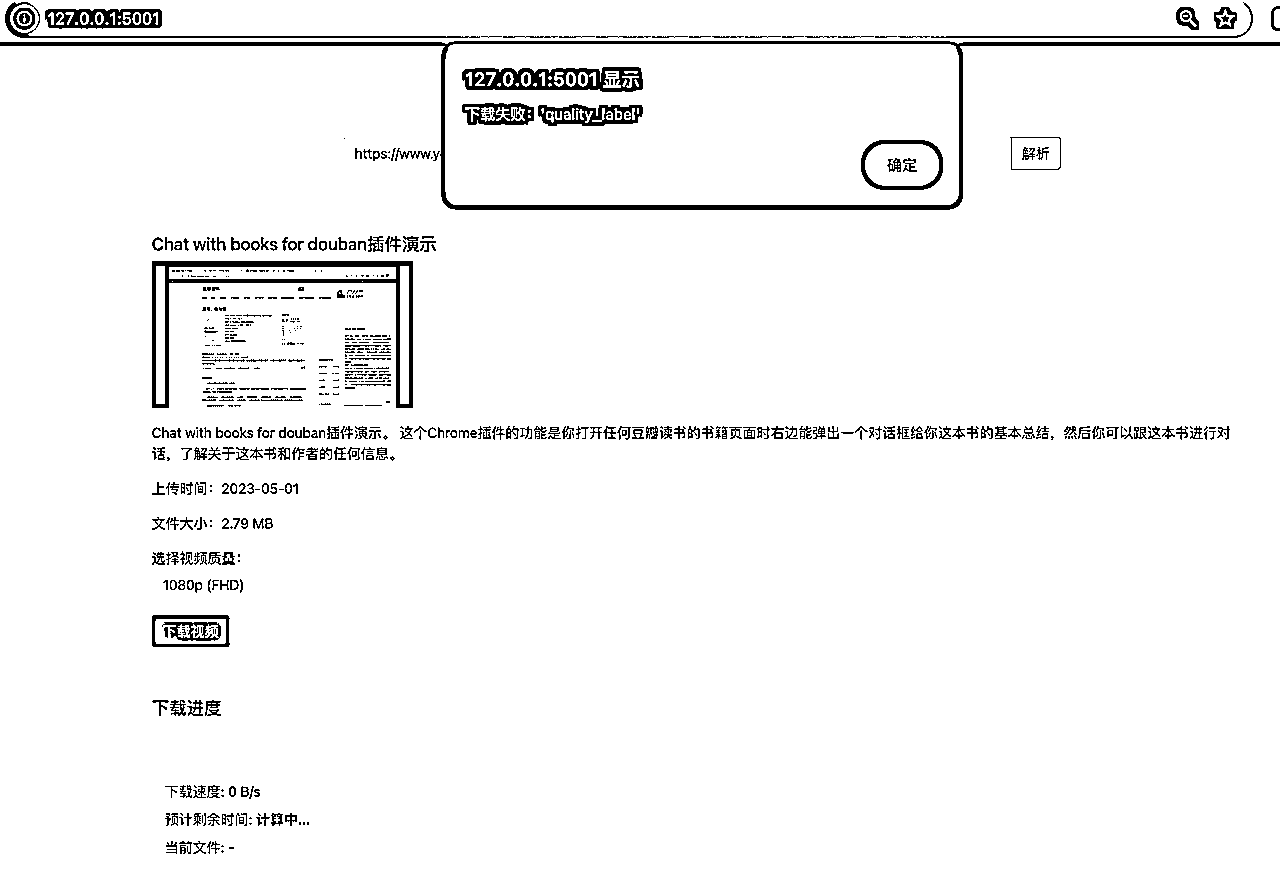 127.0.0.1:5001
127.0.0.1:5001 显示
下载失败：'quality_label'
https://www.y
确定
解析
Chat with books for douban插件演示
Chat with books for douban插件演示。 这个Chrome插件的功能是你打开任何豆瓣读书的书籍页面时右边能弹出一个对话框给你这本书的基本总结，然后你可以跟这本书进行对
话，了解关于这本书和作者的任何信息。
上传时间：2023-05-01
文件大小：2.79 MB
选择视频质量：
1080p (FHD)
下载视频
下载进度
下载速度: 0 B/s
预计剩余时间: 计算中...
当前文件: -